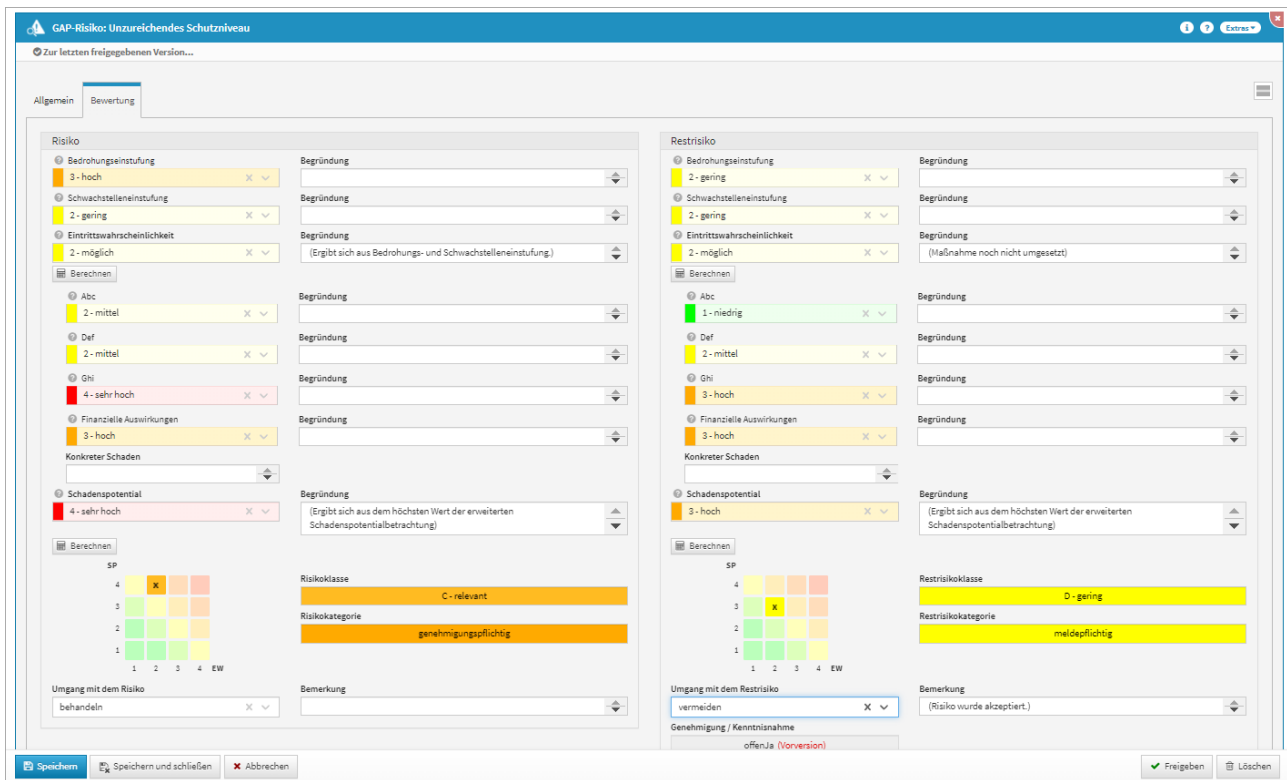 GAP-Risiko: Unzureichendes Schutzniveau
i ? Extras
Zur letzten freigegebenen Version...
Allgemein Bewertung
Risiko
Bedrohungseinstufung Begründung
3 - hoch
Schwachstelleneinstufung Begründung
2 - gering
Eintrittswahrscheinlichkeit Begründung
2 - möglich (Ergibt sich aus Bedrohungs- und Schwachstelleneinstufung.)
Berechnen
Abc Begründung
2 - mittel
Def Begründung
2 - mittel
Ghi Begründung
4 - sehr hoch
Finanzielle Auswirkungen Begründung
3 - hoch
Konkreter Schaden
Schadenspotential Begründung
4 - sehr hoch (Ergibt sich aus dem höchsten Wert der erweiterten
Schadenspotentialbetrachtung)
Berechnen
SP
4 x
3
2
1
1 2 3 4 EW
Risikoklasse
C - relevant
Risikokategorie
genehmigungspflichtig
Umgang mit dem Risiko Bemerkung
behandeln
Restrisiko
Bedrohungseinstufung Begründung
2 - gering
Schwachstelleneinstufung Begründung
2 - gering
Eintrittswahrscheinlichkeit Begründung
2 - möglich (Maßnahme noch nicht umgesetzt)
Berechnen
Abc Begründung
1 - niedrig
Def Begründung
2 - mittel
Ghi Begründung
3 - hoch
Finanzielle Auswirkungen Begründung
3 - hoch
Konkreter Schaden
Schadenspotential Begründung
3 - hoch (Ergibt sich aus dem höchsten Wert der erweiterten
Schadenspotentialbetrachtung)
Berechnen
SP
4
3 x
2
1
1 2 3 4 EW
Restrisikoklasse
D - gering
Restrisikokategorie
meldepflichtig
Umgang mit dem Restrisiko Bemerkung
vermeiden (Risiko wurde akzeptiert.)
Genehmigung / Kenntnisnahme
offenJa (Vorversion)
Speichern Speichern und schließen Abbrechen Freigeben Löschen